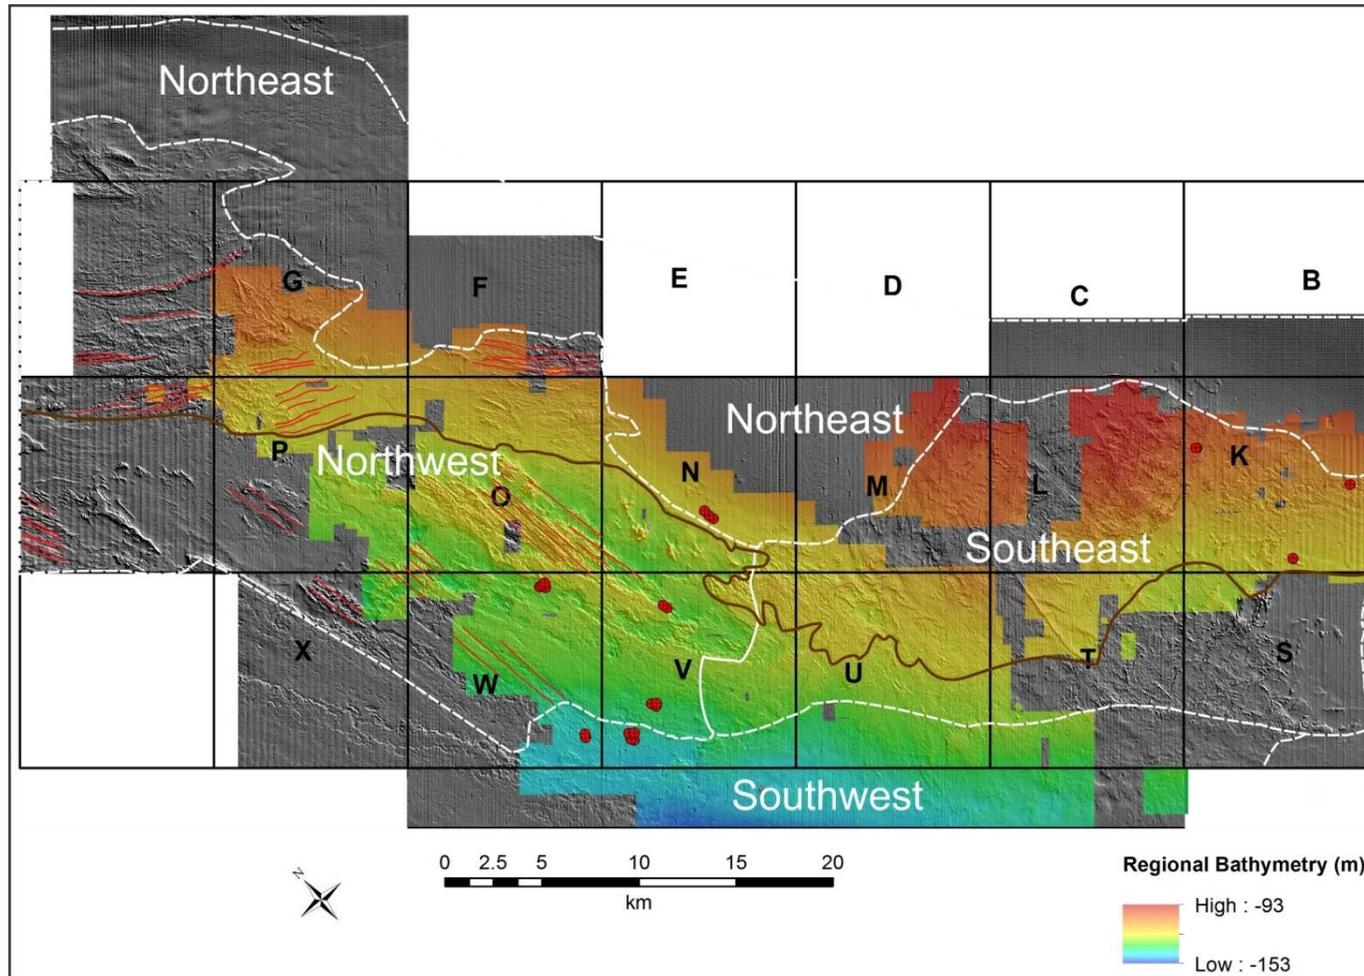 Northeast
G
F
E
D
C
B
Northeast
P
Northwest
O
N
M
L
K
Southeast
X
W
V
U
T
S
Southwest
0 2.5 5 10 15 20
km
N
Regional Bathymetry (m)
High : -93
Low : -153